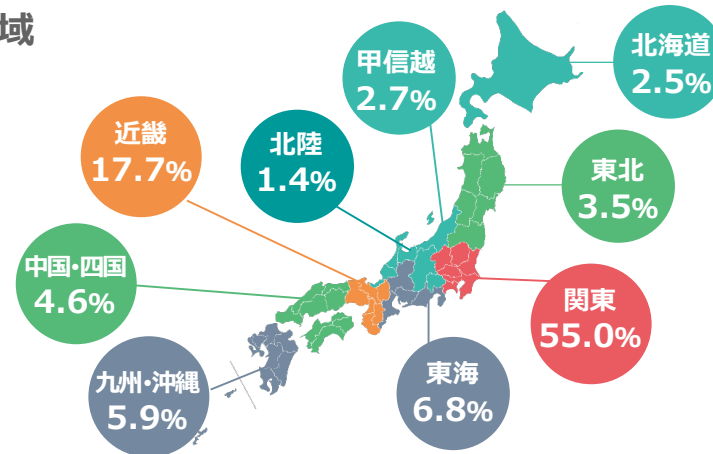 域
北海道
2.5%
甲信越
2.7%
近畿
17.7%
北陸
1.4%
東北
3.5%
中国・四国
4.6%
関東
55.0%
九州・沖縄
5.9%
東海
6.8%